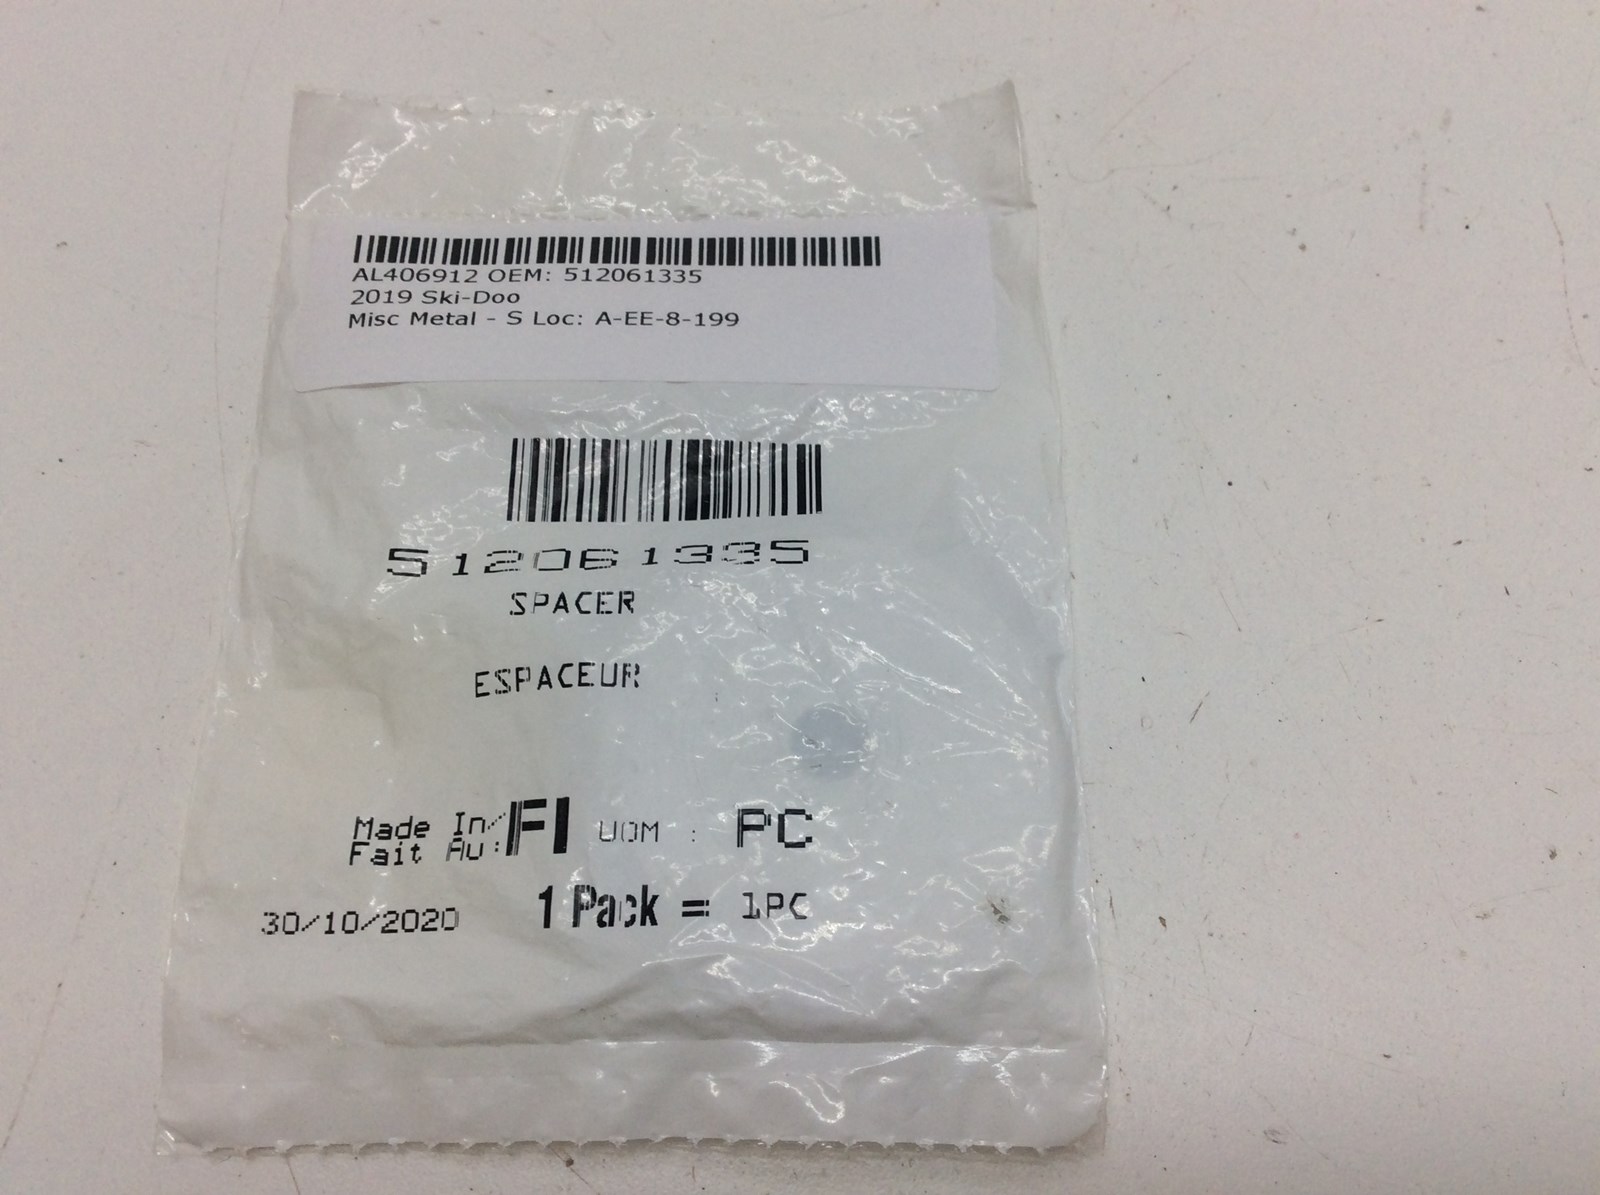 AL406912 OEM: 512061335
2019 Ski-Doo
Misc Metal - S Loc: A-EE-8-199
512061335
SPACER
ESPACEUR
Made In/
Fait Au: FI UOM : PC
30/10/2020 1 Pack = 1PC